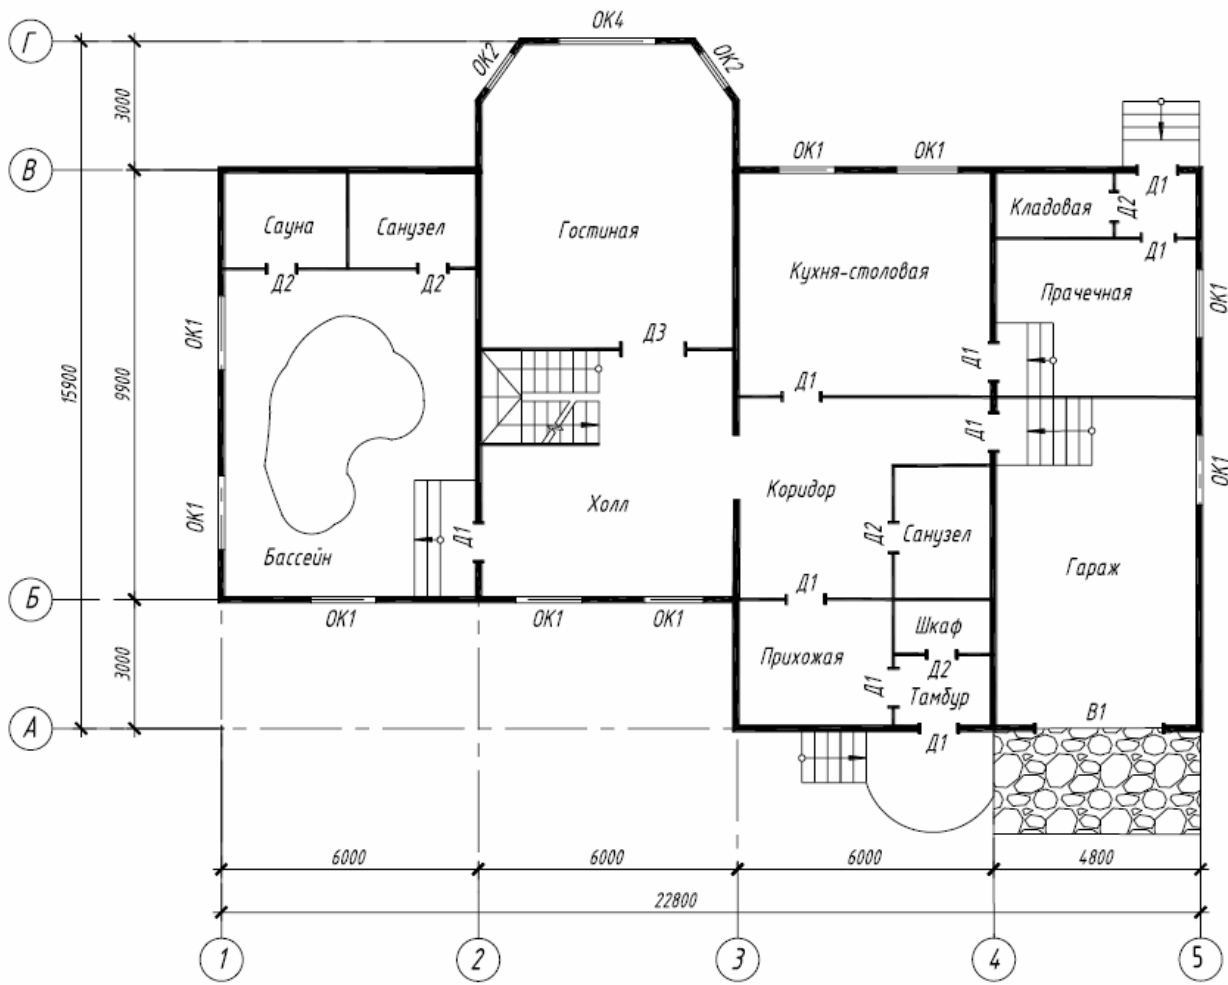 ОК4
Г
ОК2
ОК2
3000
В
ОК1
ОК1
Д1
Сауна
Санузел
Гостиная
Кладовая
Д2
Д1
Кухня-столовая
Д2
Д2
Прачечная
ОК1
ОК1
Д3
Д1
15900
9900
Д1
Д1
ОК1
ОК1
Коридор
Холл
Д1
Д2
Санузел
Бассейн
Гараж
Д1
Б
ОК1
ОК1
ОК1
Шкаф
3000
Прихожая
Д2
Д1
Тамбур
А
В1
Д1
6000
6000
6000
4800
22800
1
2
3
4
5